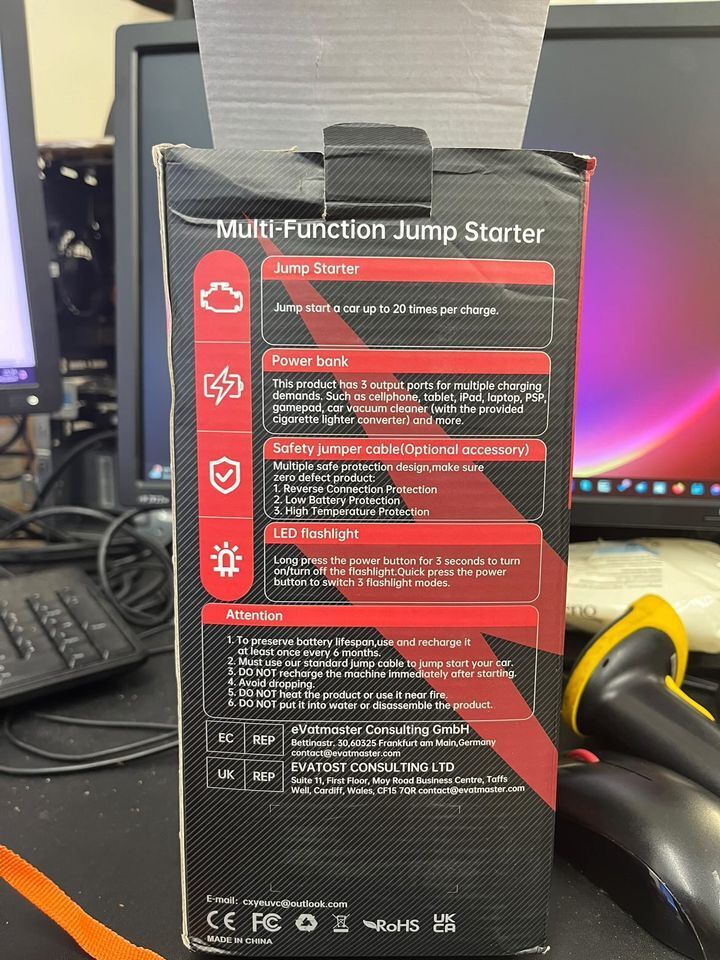 Multi-Function Jump Starter
Jump Starter
Jump start a car up to 20 times per charge.
Power bank
This product has 3 output ports for multiple charging
demands. Such as cellphone, tablet, iPad, laptop, PSP,
gamepad, car vacuum cleaner (with the provided
cigarette lighter converter) and more.
Safety jumper cable(Optional accessory)
Multiple safe protection design,make sure
zero defect product:
1. Reverse Connection Protection
2. Low Battery Protection
3. High Temperature Protection
LED flashlight
Long press the power button for 3 seconds to turn
on/turn off the flashlight.Quick press the power
button to switch 3 flashlight modes.
Attention
1. To preserve battery lifespan,use and recharge it
at least once every 6 months.
2. Must use our standard jump cable to jump start your car.
3. DO NOT recharge the machine immediately after starting.
4. Avoid dropping.
5. DO NOT heat the product or use it near fire.
6. DO NOT put it into water or disassemble the product.
EC REP
eVatmaster Consulting GmbH
Bettinastr. 30,60325 Frankfurt am Main,Germany
contact@evatmaster.com
UK REP
EVATOST CONSULTING LTD
Suite 11, First Floor, Moy Road Business Centre, Taffs
Well, Cardiff, Wales, CF15 7QR contact@evatmaster.com
E-mail: cxyeuvc@outlook.com
CE FC RoHS UK CA
MADE IN CHINA